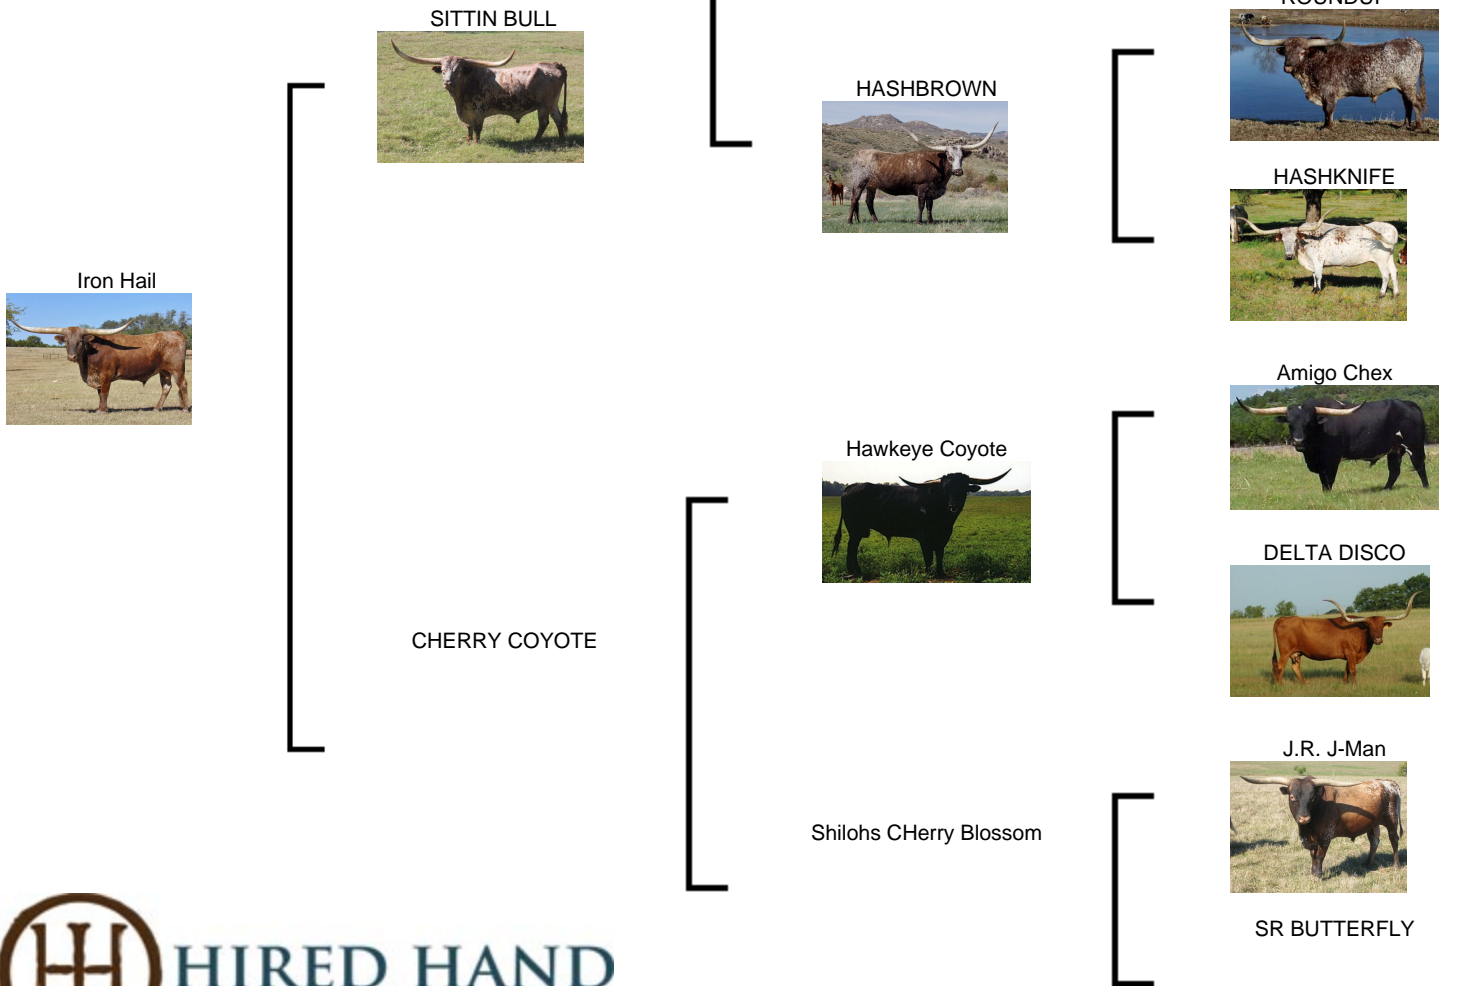 SITTIN BULL
HASHBROWN
HASHKNIFE
Iron Hail
Amigo Chex
Hawkeye Coyote
DELTA DISCO
CHERRY COYOTE
J.R. J-Man
Shilohs CHerry Blossom
SR BUTTERFLY
HIRED HAND